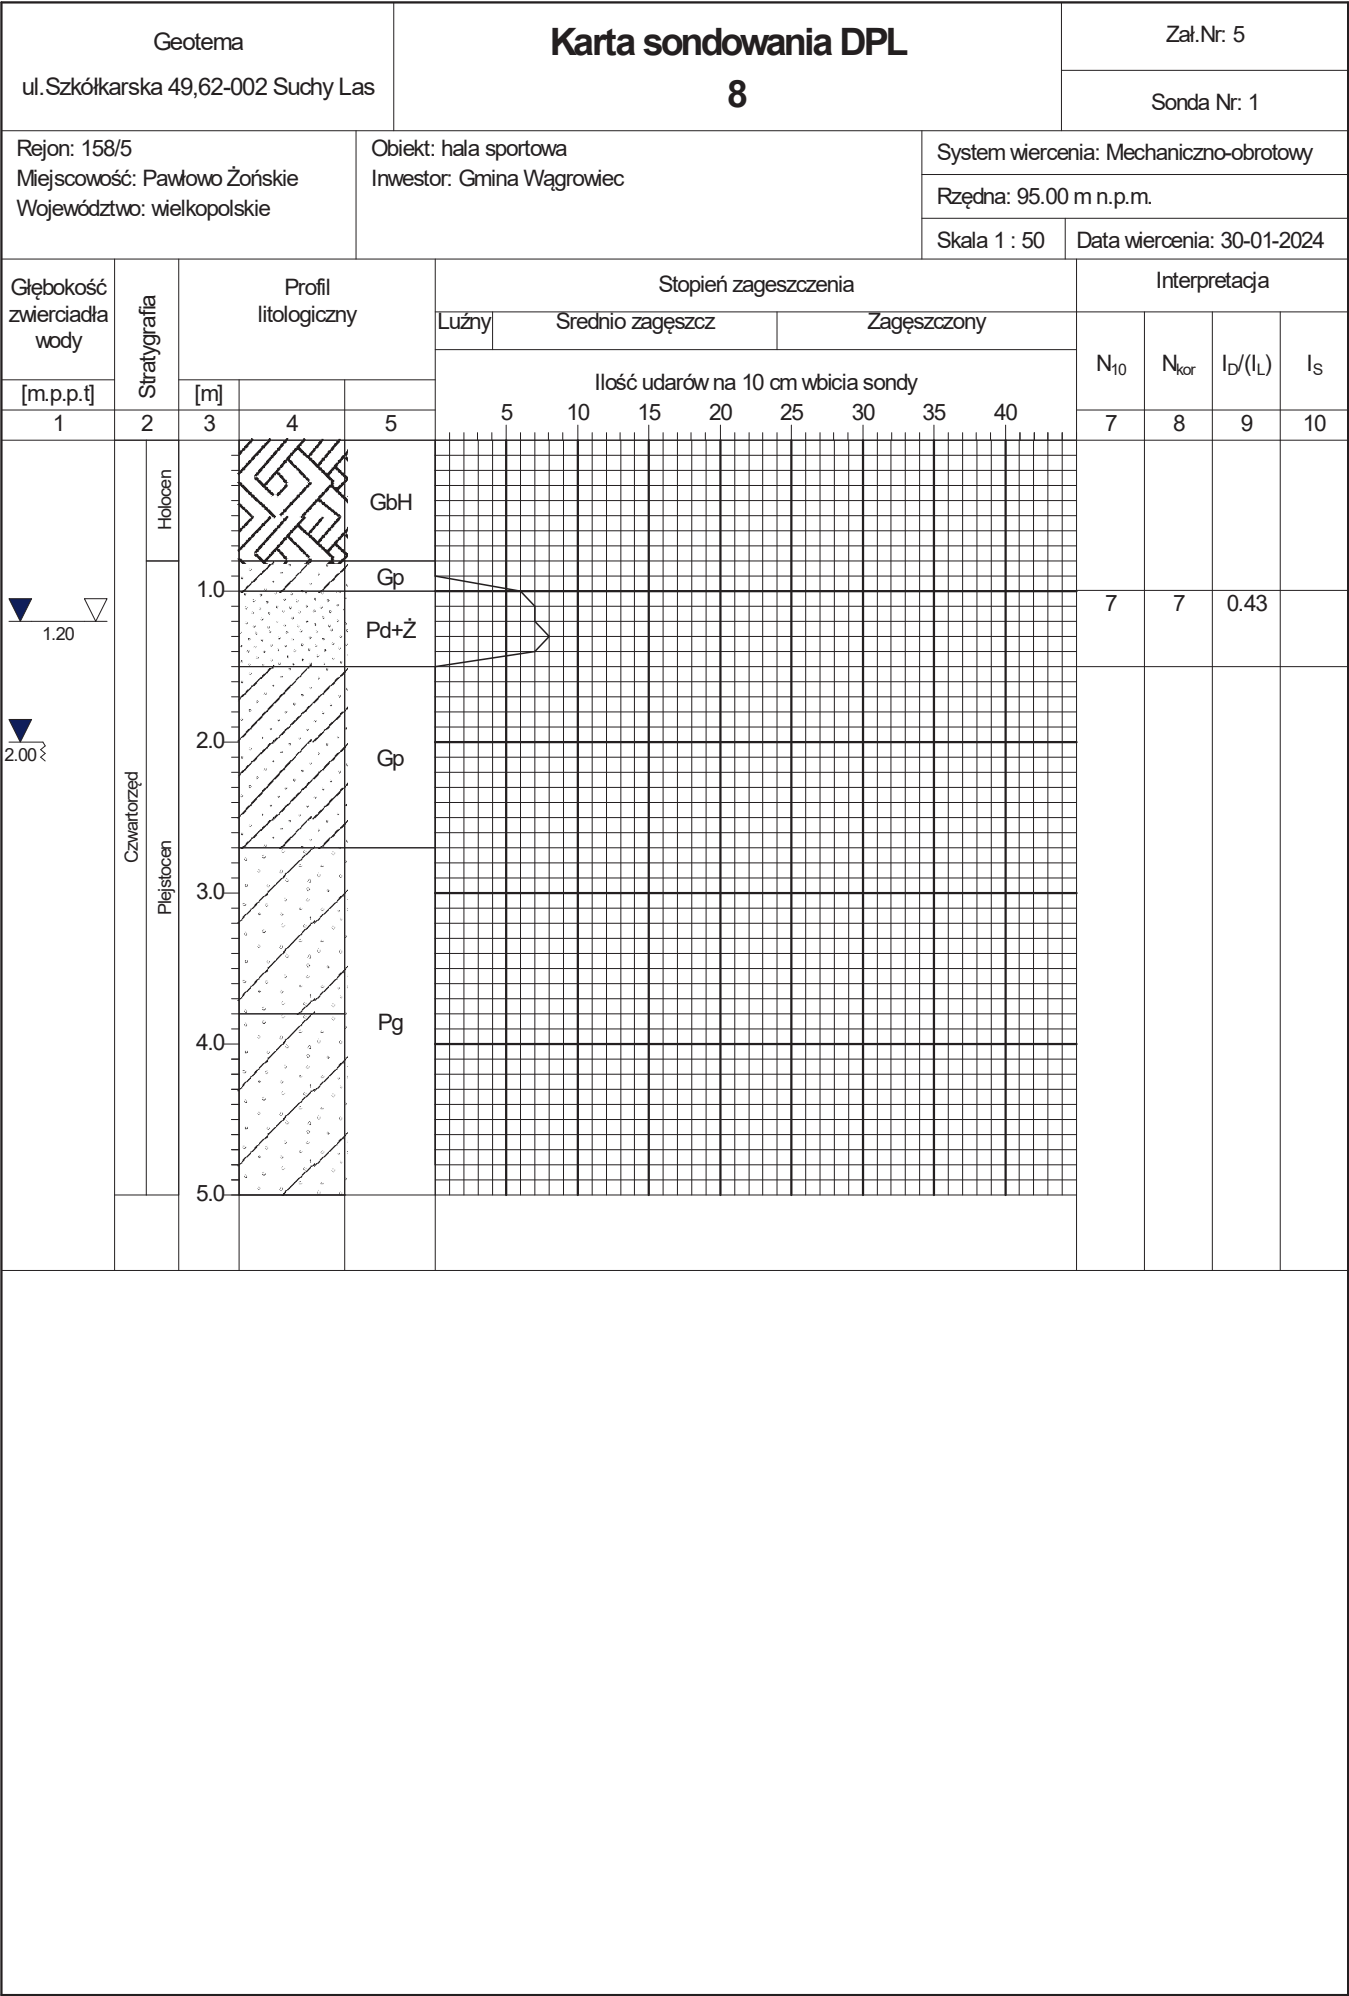 Geotema
ul.Szkółkarska 49,62-002 Suchy Las
Karta sondowania DPL
8
Zał.Nr: 5
Sonda Nr: 1
Rejon: 158/5
Miejscowość: Pawłowo Żońskie
Województwo: wielkopolskie
Obiekt: hala sportowa
Inwestor: Gmina Wągrowiec
System wiercenia: Mechaniczno-obrotowy
Rzędna: 95.00 m n.p.m.
Skala 1 : 50
Data wiercenia: 30-01-2024
Głębokość
zwierciadła
wody
[m.p.p.t]
Stratygrafia
Profil
litologiczny
[m]
Stopień zageszczenia
Luźny
Srednio zagęszcz
Zagęszczony
Ilość udarów na 10 cm wbicia sondy
5 10 15 20 25 30 35 40
Interpretacja
N10
Nkor
ID/(IL)
IS
1 2 3 4 5 7 8 9 10
Holocen
GbH
Gp
1.0
7 7 0.43
1.20
Pd+Ż
2.0
2.00
Gp
Czwartorzęd
Plejstocen
3.0
Pg
4.0
5.0